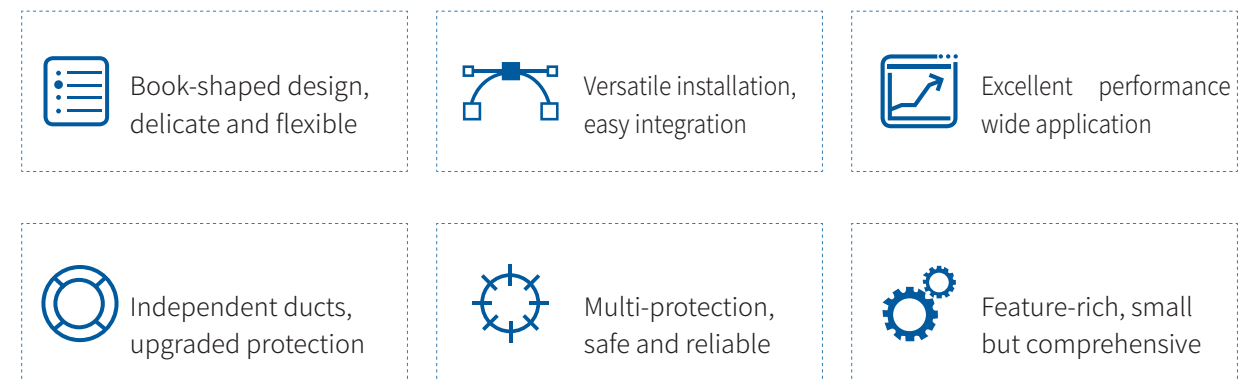 Book-shaped design,
delicate and flexible
Versatile installation,
easy integration
Excellent performance
wide application
Independent ducts,
upgraded protection
Multi-protection,
safe and reliable
Feature-rich, small
but comprehensive